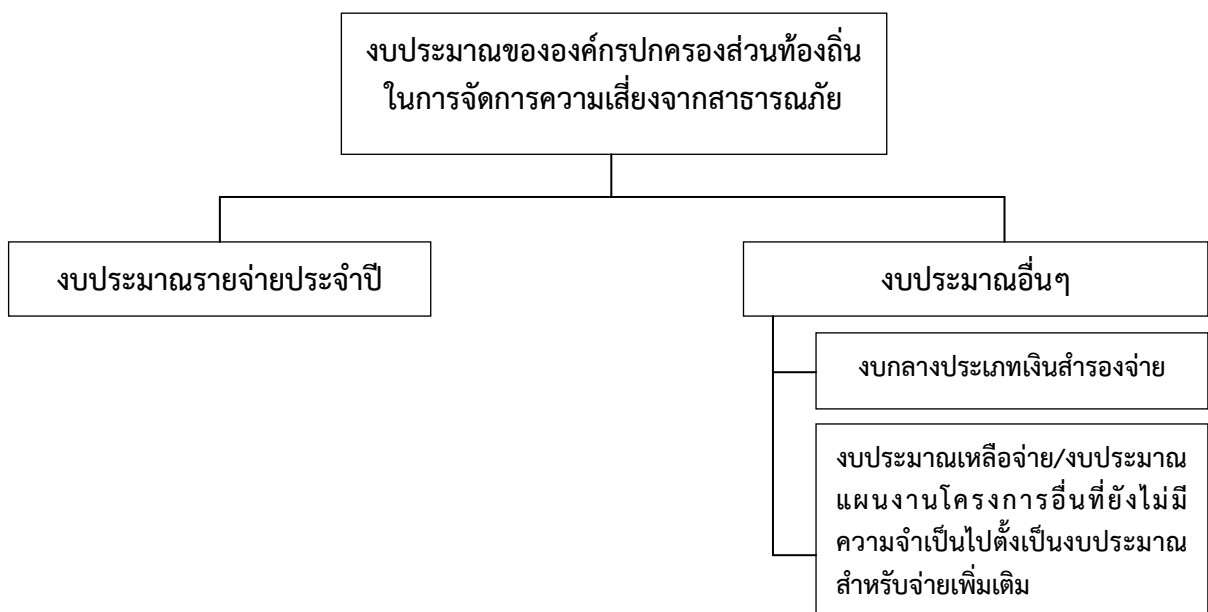 งบประมาณขององค์กรปกครองส่วนท้องถิ่น
ในการจัดการความเสี่ยงจากสาธารณภัย
งบประมาณรายจ่ายประจำปี
งบประมาณอื่นๆ
งบกลางประเภทเงินสำรองจ่าย
งบประมาณเหลือจ่าย/งบประมาณ
แผนงานโครงการอื่นที่ยังไม่มี
ความจำเป็นไปตั้งเป็นงบประมาณ
สำหรับจ่ายเพิ่มเติม